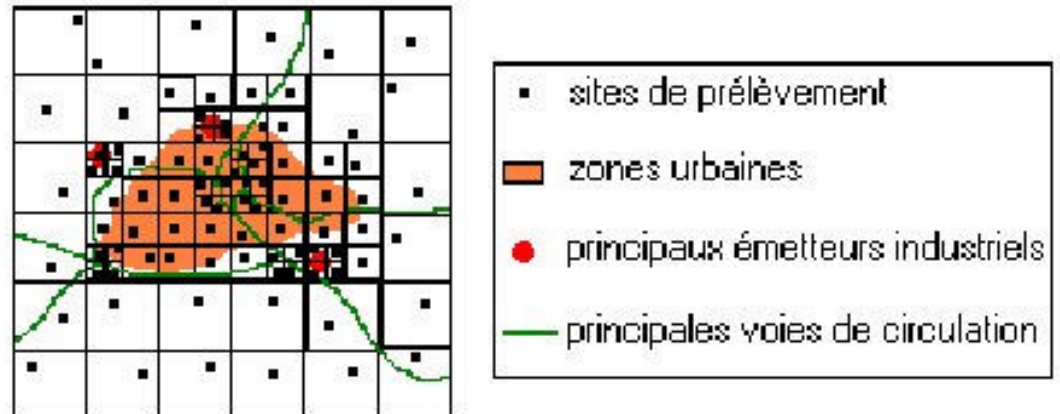 sites de prélèvement
zones urbaines
principaux émetteurs industriels
principales voies de circulation